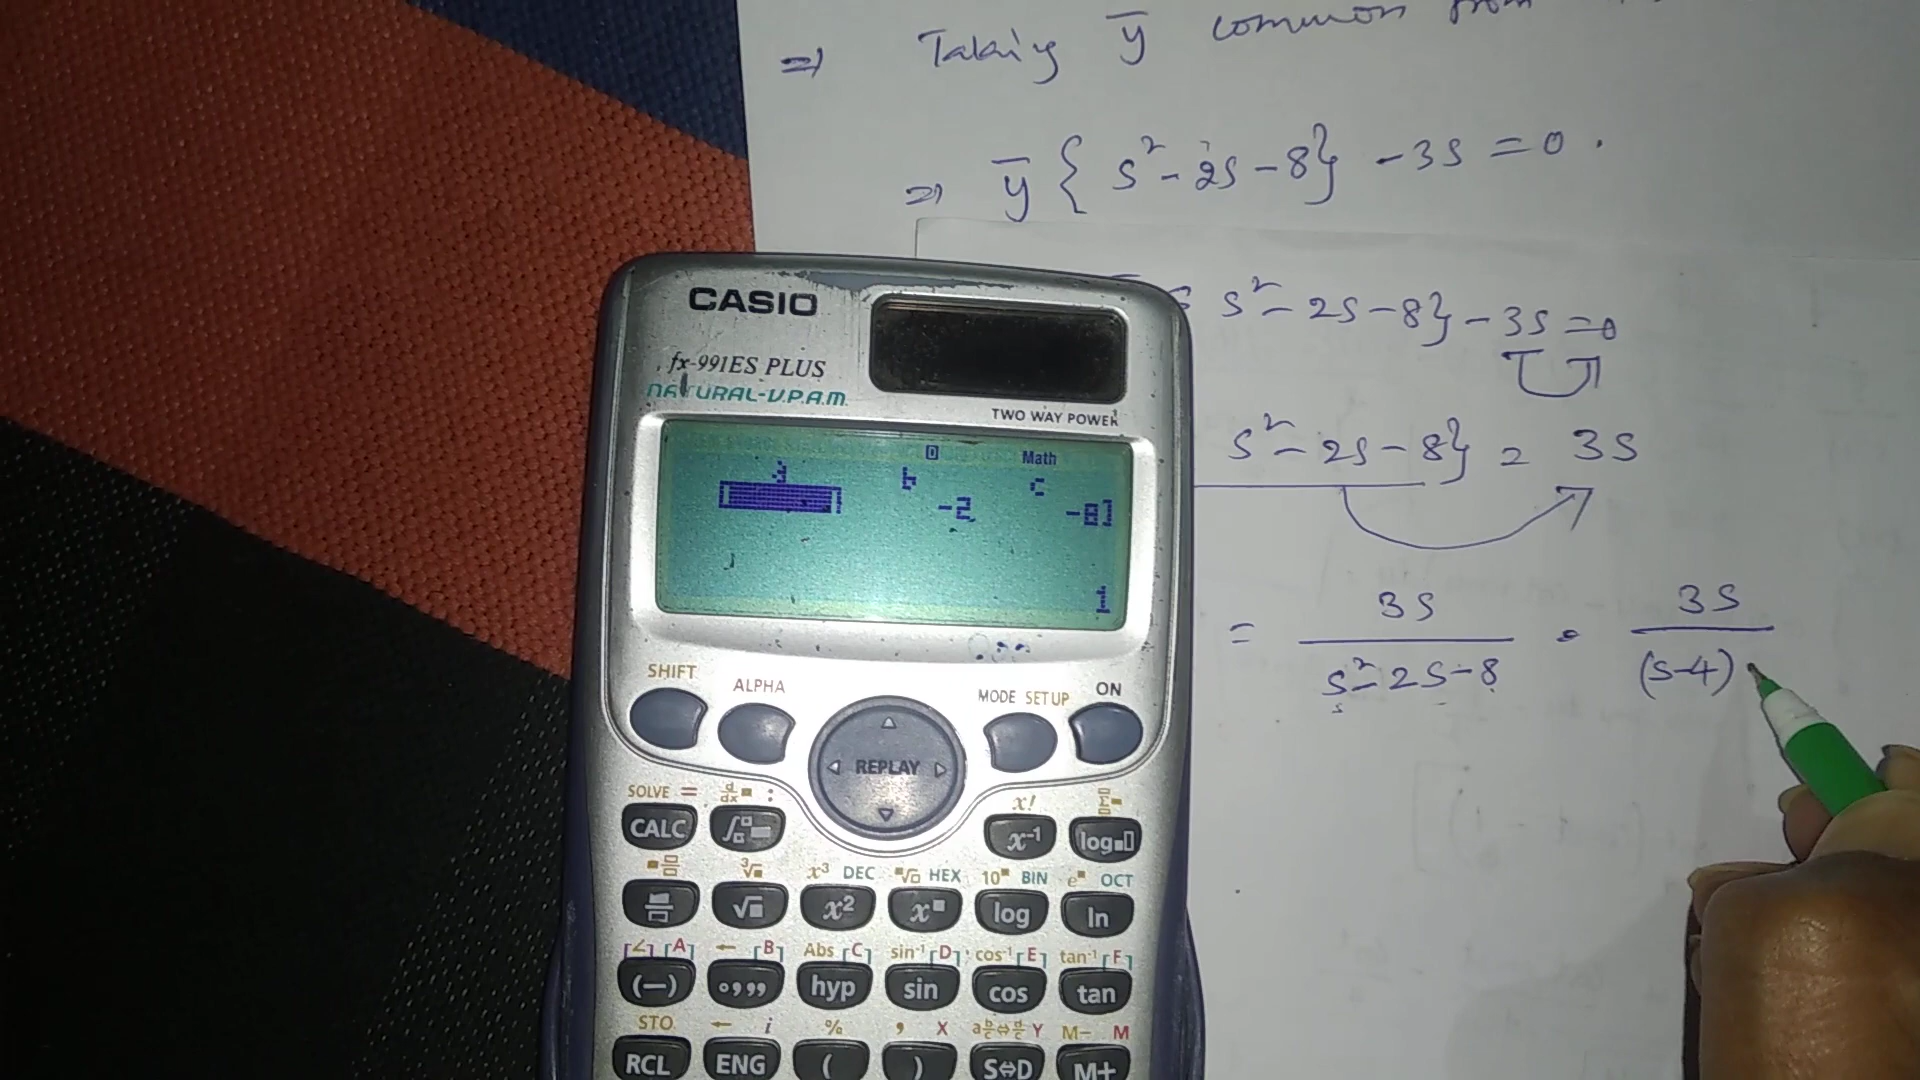 => Taking y̅ common from
=> y̅ { s² - 2s - 8} - 3s = 0 .
s² - 2s - 8} - 3s = 0
s² - 2s - 8} = 3s
= 3s / s² - 2s - 8 = 3s / (s-4)
CASIO
fx-991ES PLUS
NATURAL-V.P.A.M.
TWO WAY POWER
D Math
a b c
-2 -8]
1
SHIFT ALPHA MODE SETUP ON
REPLAY
SOLVE = d/dx : x! Σ
CALC ∫ x⁻¹ log
³√ x³ DEC √ HEX 10 BIN e OCT
√ x² x log ln
∠ [A] ← [B] Abs [C] sin⁻¹ [D] cos⁻¹ [E] tan⁻¹ [F]
(−) °,,, hyp sin cos tan
STO ← i % , X a b/c⇔d/c Y M− M
RCL ENG ( ) S⇔D M+